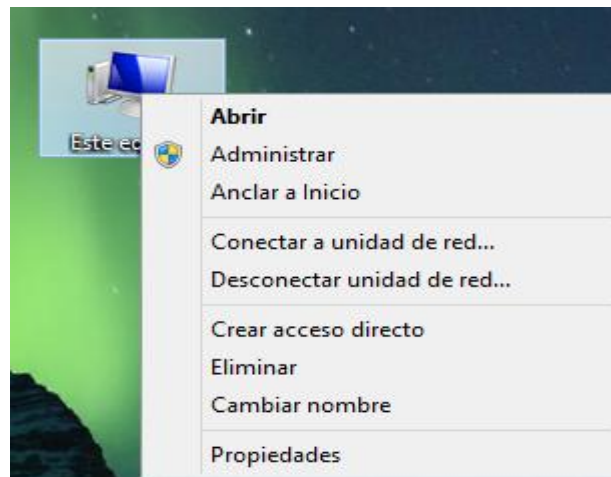 Este
Abrir
Administrar
Anclar a Inicio
Conectar a unidad de red...
Desconectar unidad de red...
Crear acceso directo
Eliminar
Cambiar nombre
Propiedades